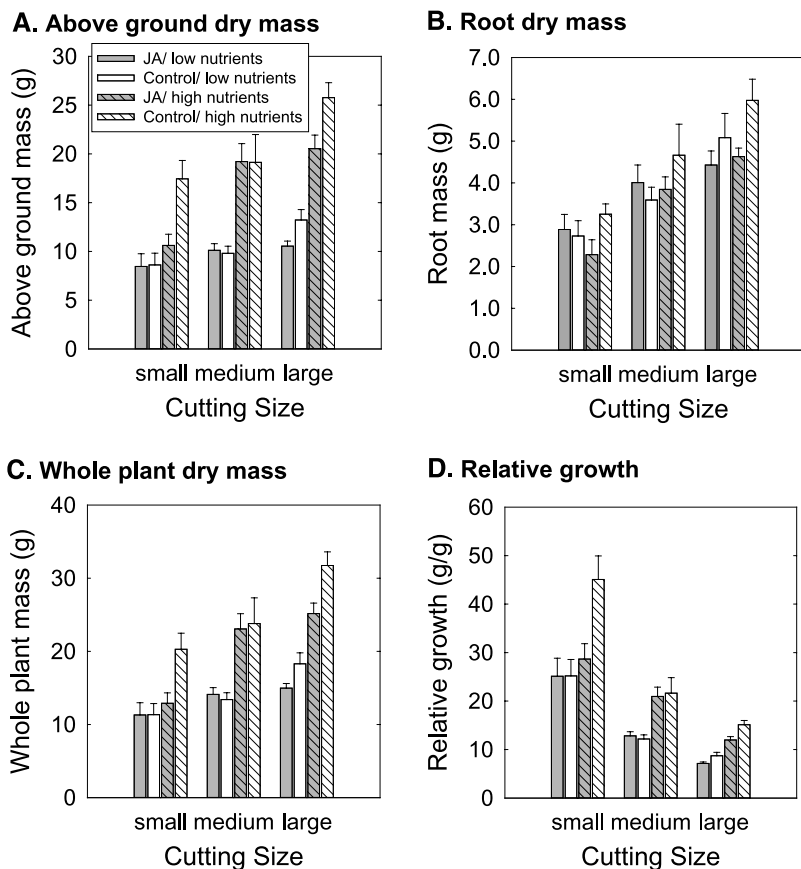 A. Above ground dry mass
Above ground mass (g)
30
25
20
15
10
5
0
JA/ low nutrients
Control/ low nutrients
JA/ high nutrients
Control/ high nutrients
small medium large
Cutting Size
B. Root dry mass
Root mass (g)
7.0
6.0
5.0
4.0
3.0
2.0
1.0
0.0
small medium large
Cutting Size
C. Whole plant dry mass
Whole plant mass (g)
40
30
20
10
0
small medium large
Cutting Size
D. Relative growth
Relative growth (g/g)
60
50
40
30
20
10
0
small medium large
Cutting Size